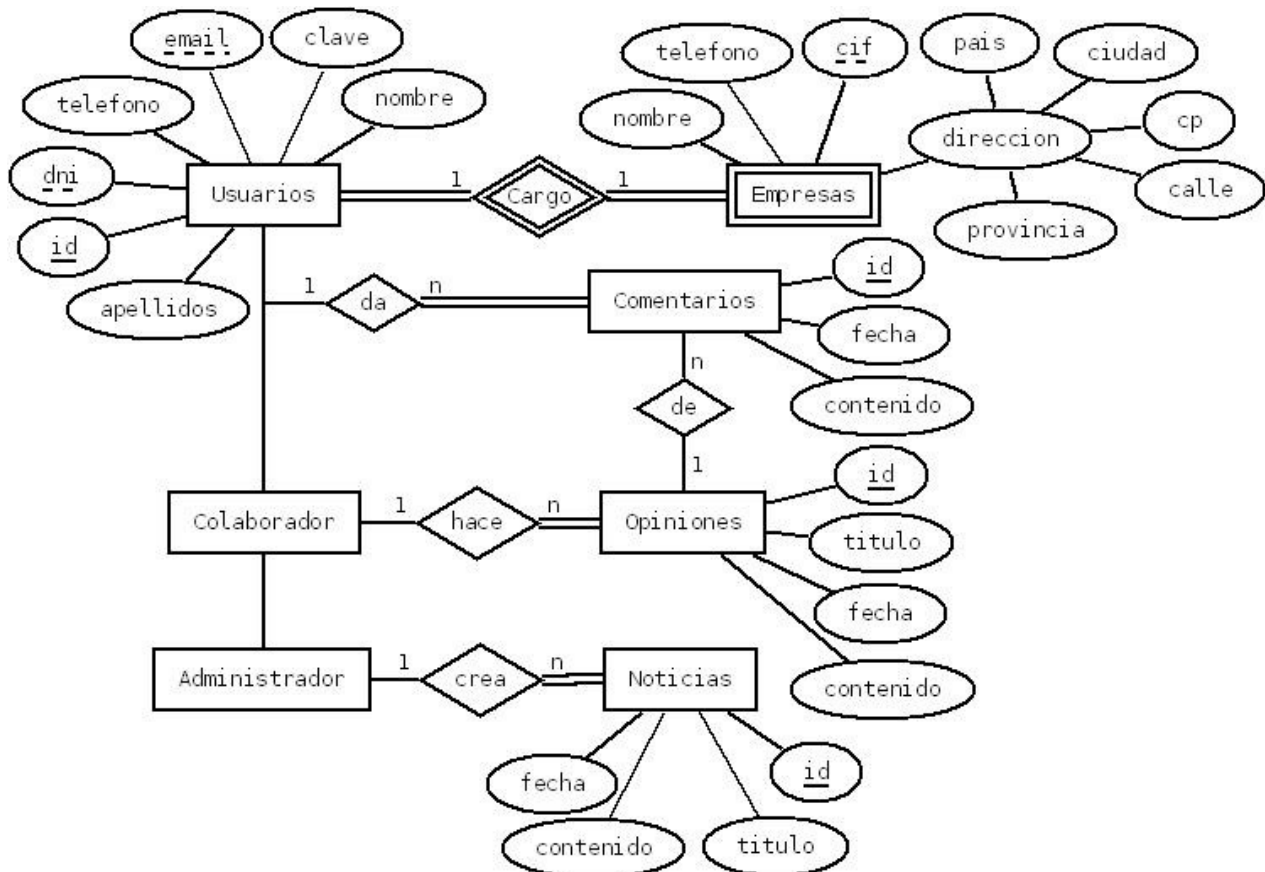 email
clave
telefono
cif
pais
ciudad
telefono
nombre
nombre
direccion
cp
dni
Usuarios
1
Cargo
1
Empresas
calle
id
provincia
apellidos
1
da
n
Comentarios
id
fecha
n
de
contenido
1
id
Colaborador
1
hace
n
Opiniones
titulo
fecha
Administrador
1
crea
n
Noticias
contenido
fecha
id
contenido
titulo